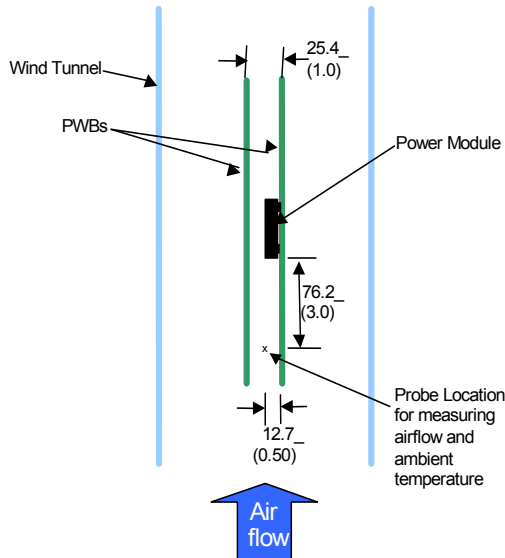 25.4_
(1.0)
Wind Tunnel
PWBs
Power Module
76.2_
(3.0)
x
Probe Location
for measuring
airflow and
ambient
temperature
12.7_
(0.50)
Air
flow